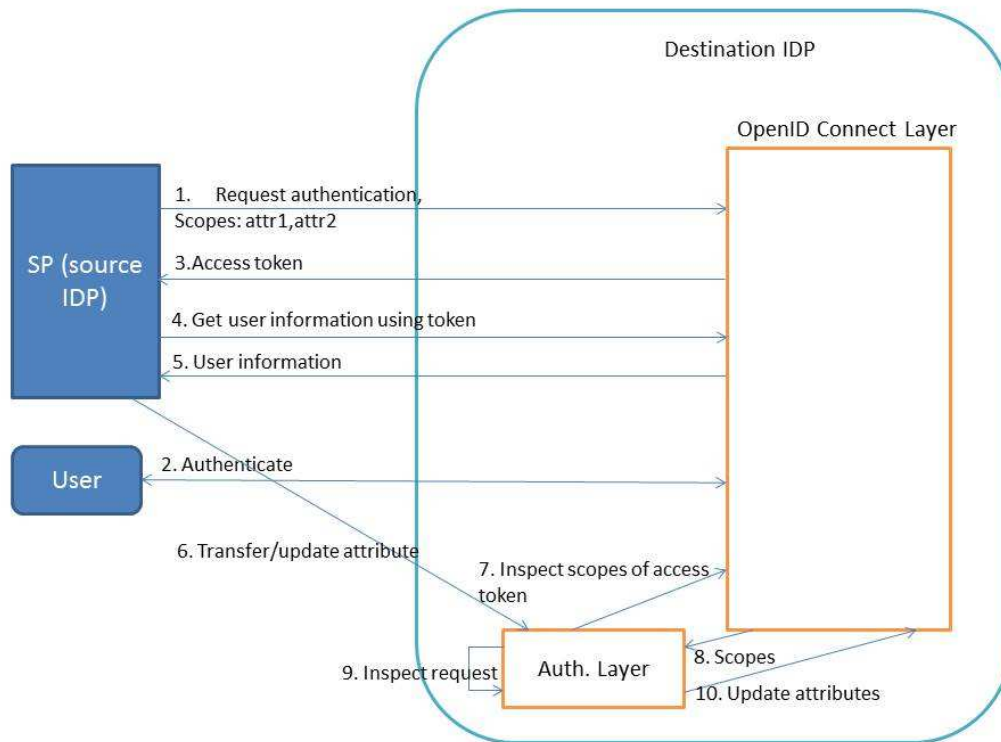 Destination IDP
OpenID Connect Layer
1. Request authentication,
Scopes: attr1,attr2
SP (source
IDP)
3.Access token
4. Get user information using token
5. User information
User
2. Authenticate
6. Transfer/update attribute
7. Inspect scopes of access
token
8. Scopes
9. Inspect request
Auth. Layer
10. Update attributes